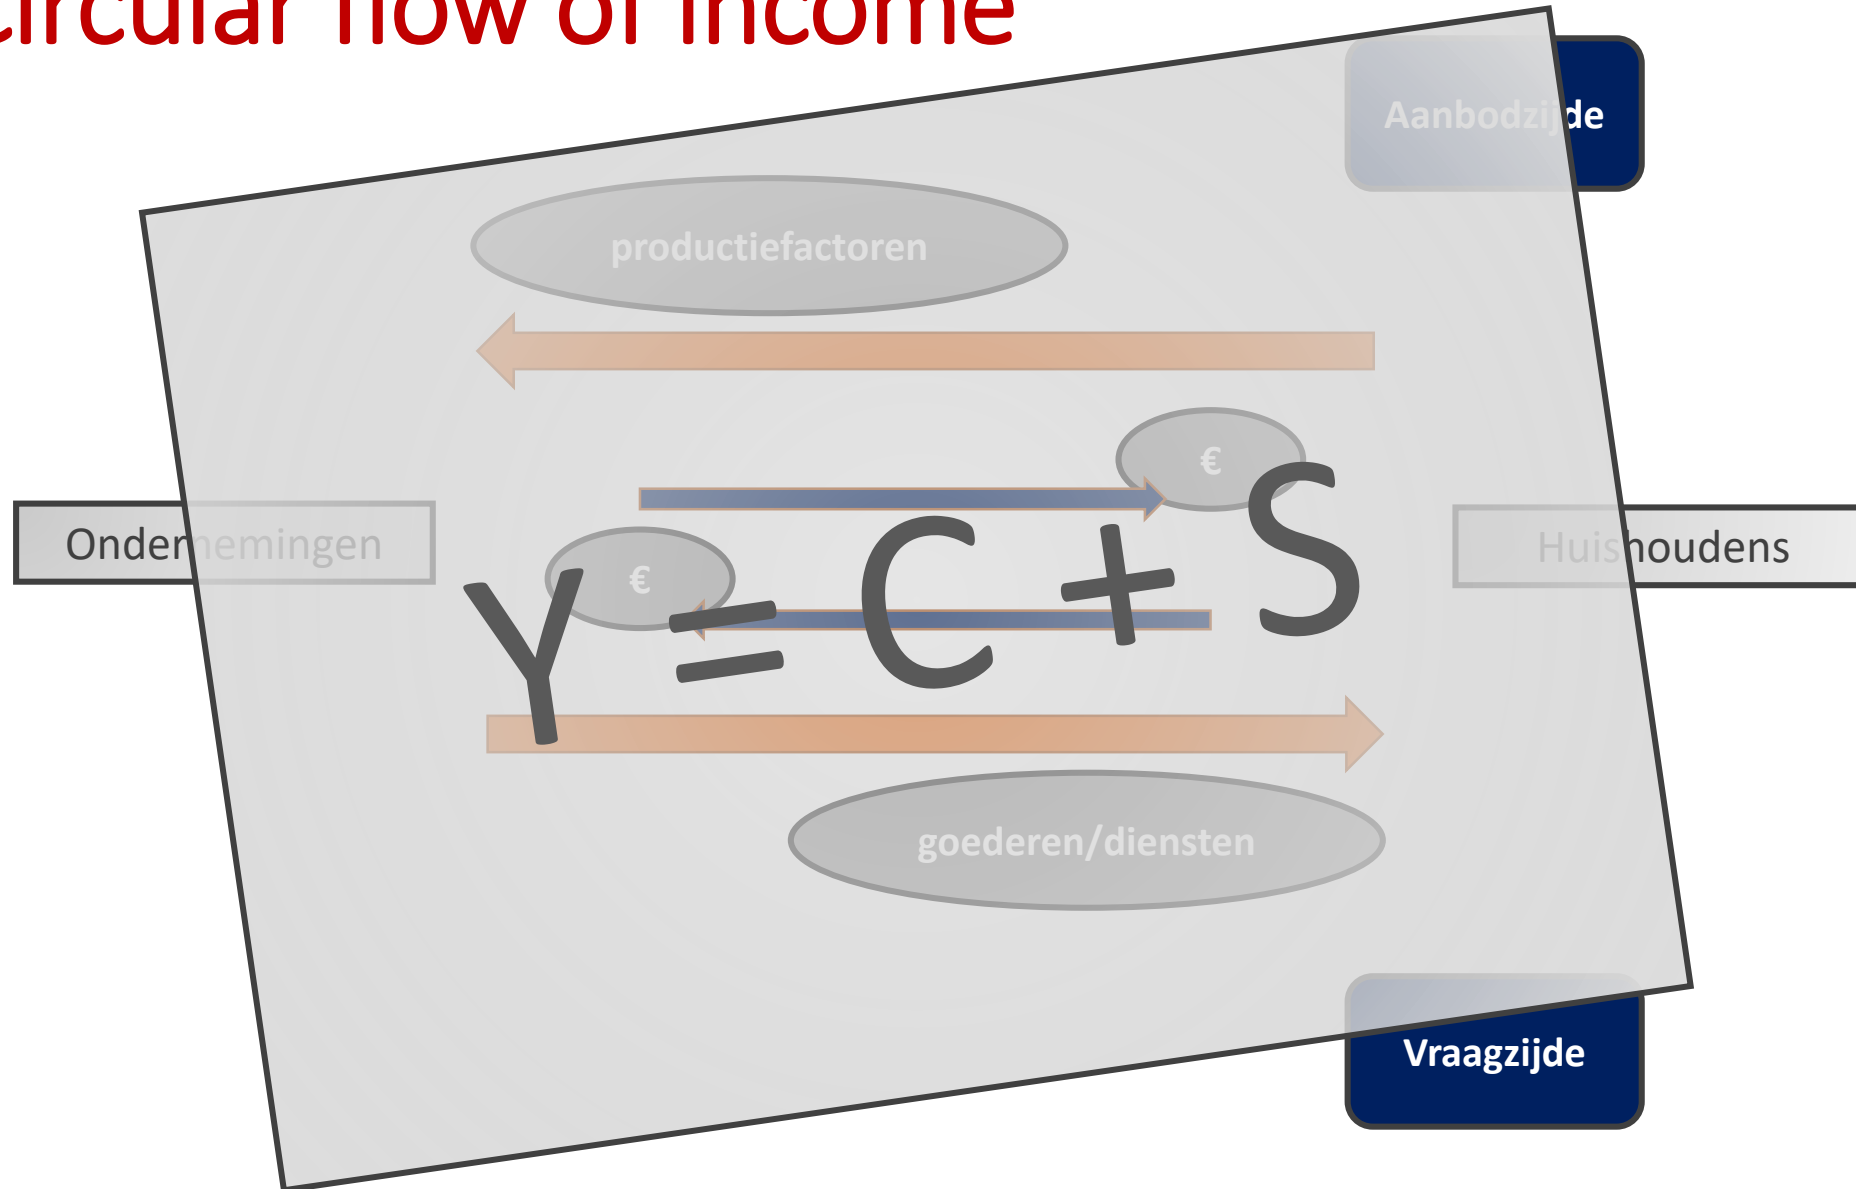 ircular flow of income
Aanbodzijde
productiefactoren
€
Ondernemingen
Huishoudens
€
Y = C + S
goederen/diensten
Vraagzijde